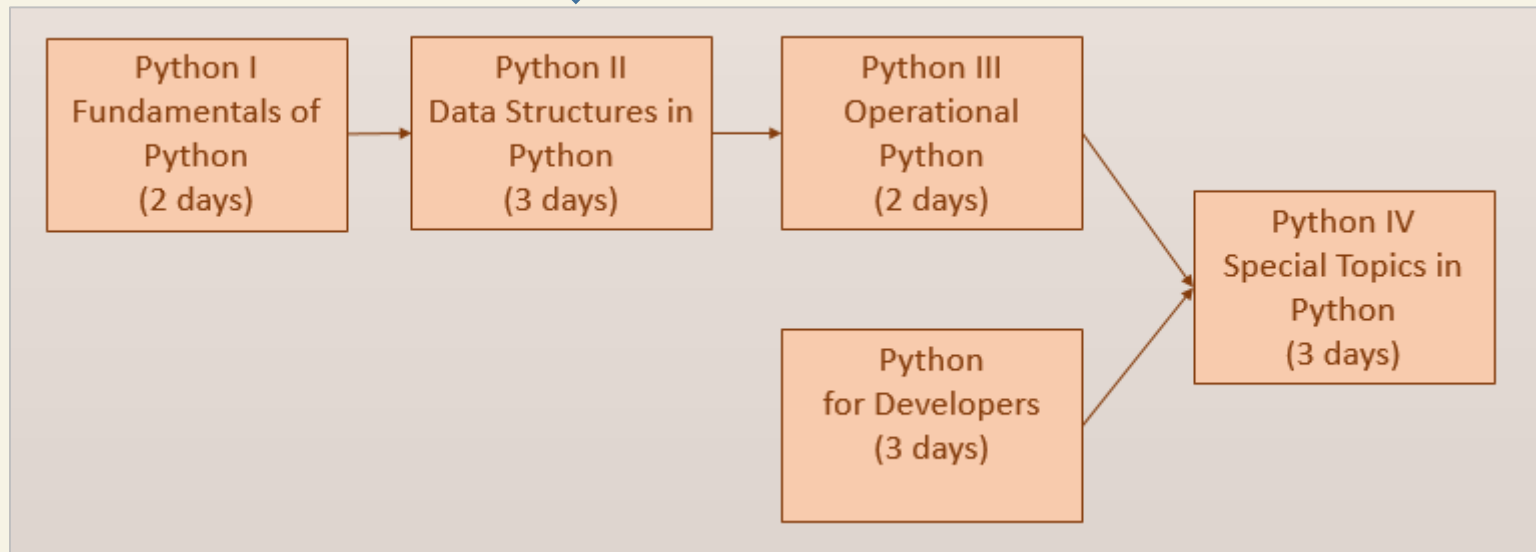 Python I
Fundamentals of
Python
(2 days)
Python II
Data Structures in
Python
(3 days)
Python III
Operational
Python
(2 days)
Python IV
Special Topics in
Python
(3 days)
Python
for Developers
(3 days)